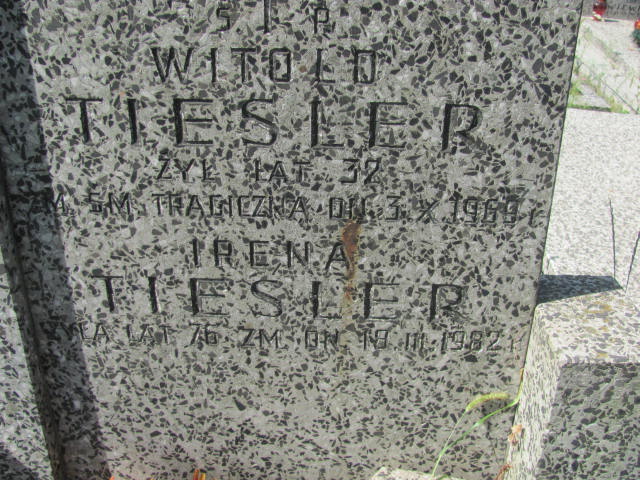 Ś † P.
WITOLD
TIESLER
ŻYŁ LAT 32
ZM. ŚM. TRAGICZNĄ DN. 3.X.1969 r.
IRENA
TIESLER
ŻYŁA LAT 76 ZM. DN. 18.III.1982 r.